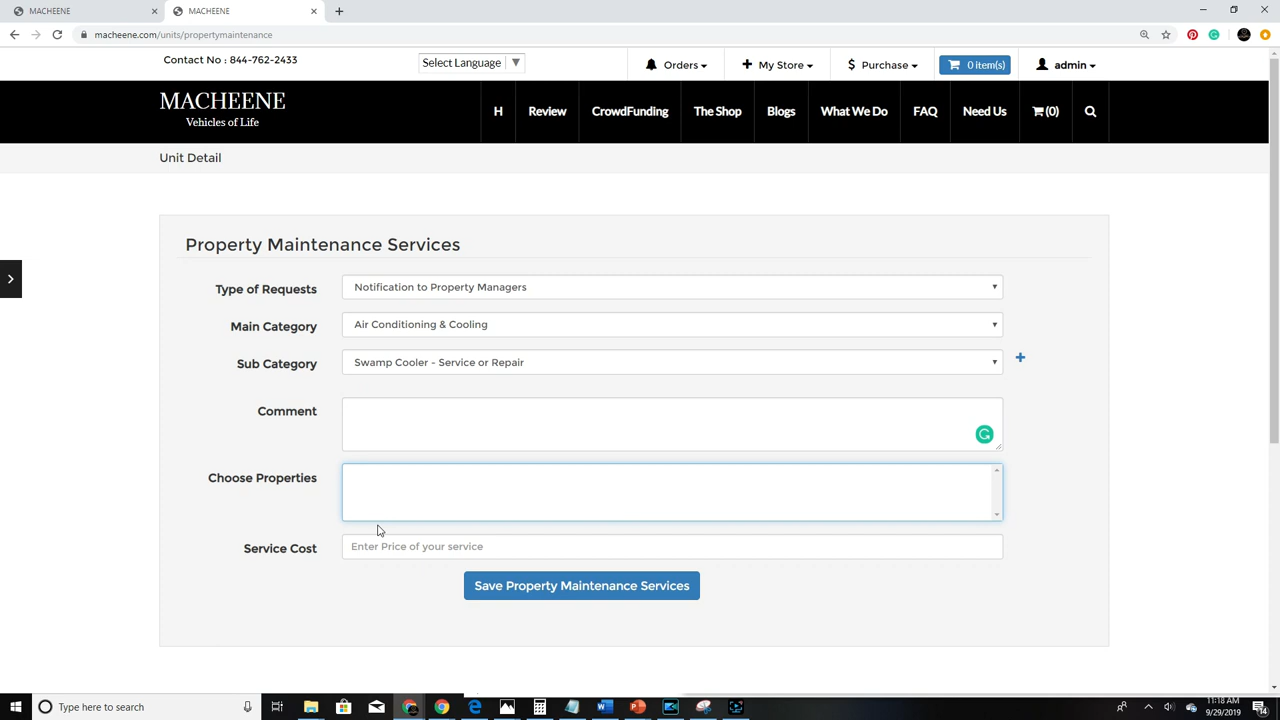 MACHEENE
MACHEENE
macheene.com/units/propertymaintenance
Contact No : 844-762-2433
Select Language ▼
Orders
My Store
$ Purchase
0 item(s)
admin
MACHEENE
Vehicles of Life
H
Review
CrowdFunding
The Shop
Blogs
What We Do
FAQ
Need Us
(0)
Unit Detail
Property Maintenance Services
Type of Requests
Notification to Property Managers
Main Category
Air Conditioning & Cooling
Sub Category
Swamp Cooler - Service or Repair
Comment
Choose Properties
Service Cost
Enter Price of your service
Save Property Maintenance Services
Type here to search
11:18 AM
9/29/2019
14